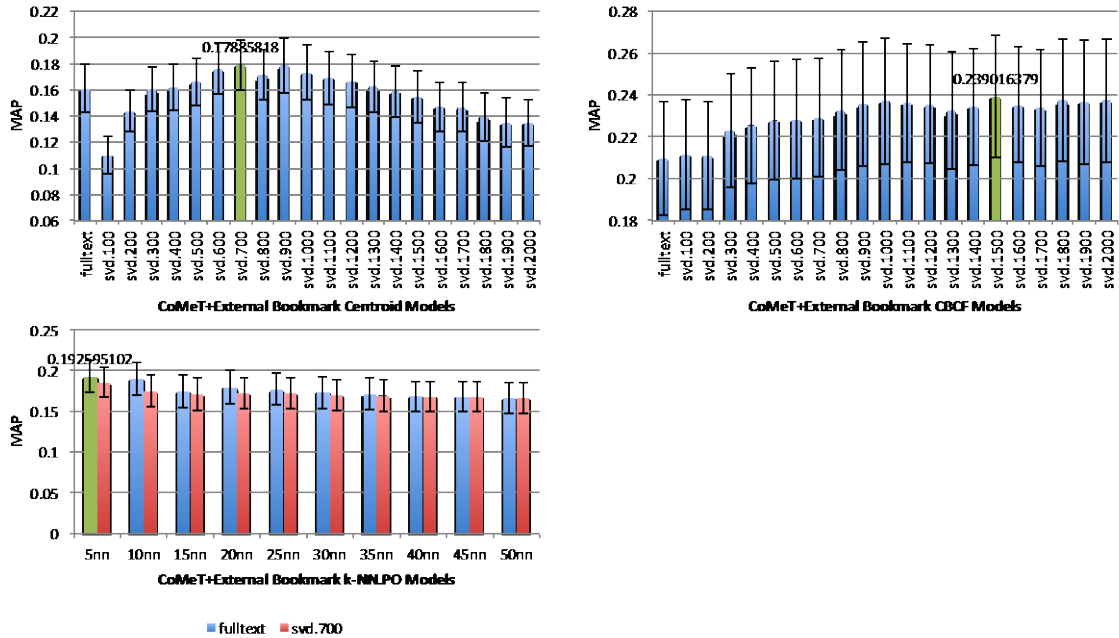 0.22
0.2
0.18
0.16
0.14
0.12
0.1
0.08
0.06
MAP
0.17885818
fulltext
svd.100
svd.200
svd.300
svd.400
svd.500
svd.600
svd.700
svd.800
svd.900
svd.1000
svd.1100
svd.1200
svd.1300
svd.1400
svd.1500
svd.1600
svd.1700
svd.1800
svd.1900
svd.2000
CoMeT+External Bookmark Centroid Models
0.28
0.26
0.24
0.22
0.2
0.18
MAP
0.239016379
fulltext
svd.100
svd.200
svd.300
svd.400
svd.500
svd.600
svd.700
svd.800
svd.900
svd.1000
svd.1100
svd.1200
svd.1300
svd.1400
svd.1500
svd.1600
svd.1700
svd.1800
svd.1900
svd.2000
CoMeT+External Bookmark CBCF Models
0.25
0.2
0.15
0.1
0.05
0
MAP
0.192595102
5nn 10nn 15nn 20nn 25nn 30nn 35nn 40nn 45nn 50nn
CoMeT+External Bookmark k-NN.PO Models
fulltext svd.700